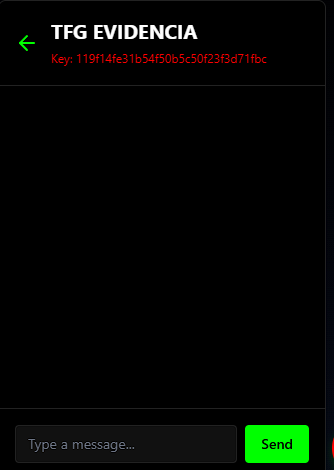 TFG EVIDENCIA
Key: 119f14fe31b54f50b5c50f23f3d71fbc
Type a message...
Send